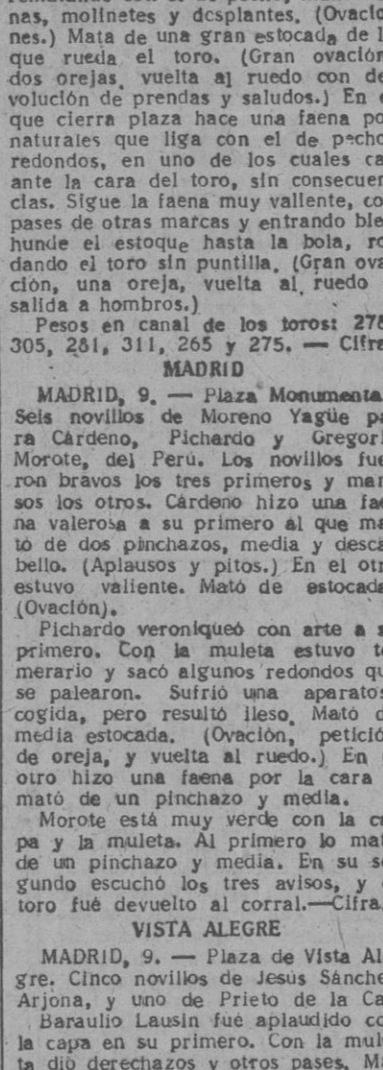 nas, molinetes y desplantes. (Ovacio
nes.) Mata de una gran estocada de l
que rueda el toro. (Gran ovación
dos orejas, vuelta al ruedo con de
volución de prendas y saludos.) En e
que cierra plaza hace una faena po
naturales que liga con el de pecho
redondos, en uno de los cuales ca
ante la cara del toro, sin consecuen
cias. Sigue la faena muy valiente, co
pases de otras marcas y entrando bie
hunde el estoque hasta la bola, ro
dando el toro sin puntilla. (Gran ova
ción, una oreja, vuelta al ruedo
salida a hombros.)
Pesos en canal de los toros: 278
305, 281, 311, 265 y 275. — Cifra
MADRID
MADRID, 9. — Plaza Monumenta
Seis novillos de Moreno Yagüe pa
ra Cárdeno, Pichardo y Gregori
Morote, del Perú. Los novillos fue
ron bravos los tres primeros y man
sos los otros. Cárdeno hizo una fae
na valerosa a su primero al que ma
tó de dos pinchazos, media y desca
bello. (Aplausos y pitos.) En el otr
estuvo valiente. Mató de estocada
(Ovación).
Pichardo veroniqueó con arte a s
primero. Con la muleta estuvo te
merario y sacó algunos redondos qu
se palearon. Sufrió una aparatos
cogida, pero resultó ileso. Mató d
media estocada. (Ovación, petició
de oreja, y vuelta al ruedo.) En e
otro hizo una faena por la cara
mató de un pinchazo y media.
Morote está muy verde con la ca
pa y la muleta. Al primero lo mat
de un pinchazo y media. En su se
gundo escuchó los tres avisos, y e
toro fué devuelto al corral.—Cifra.
VISTA ALEGRE
MADRID, 9. — Plaza de Vista Al
gre. Cinco novillos de Jesús Sánche
Arjona, y uno de Prieto de la Ca
Baraulio Lausin fué aplaudido co
la capa en su primero. Con la mul
ta dió derechazos y otros pases. Ma